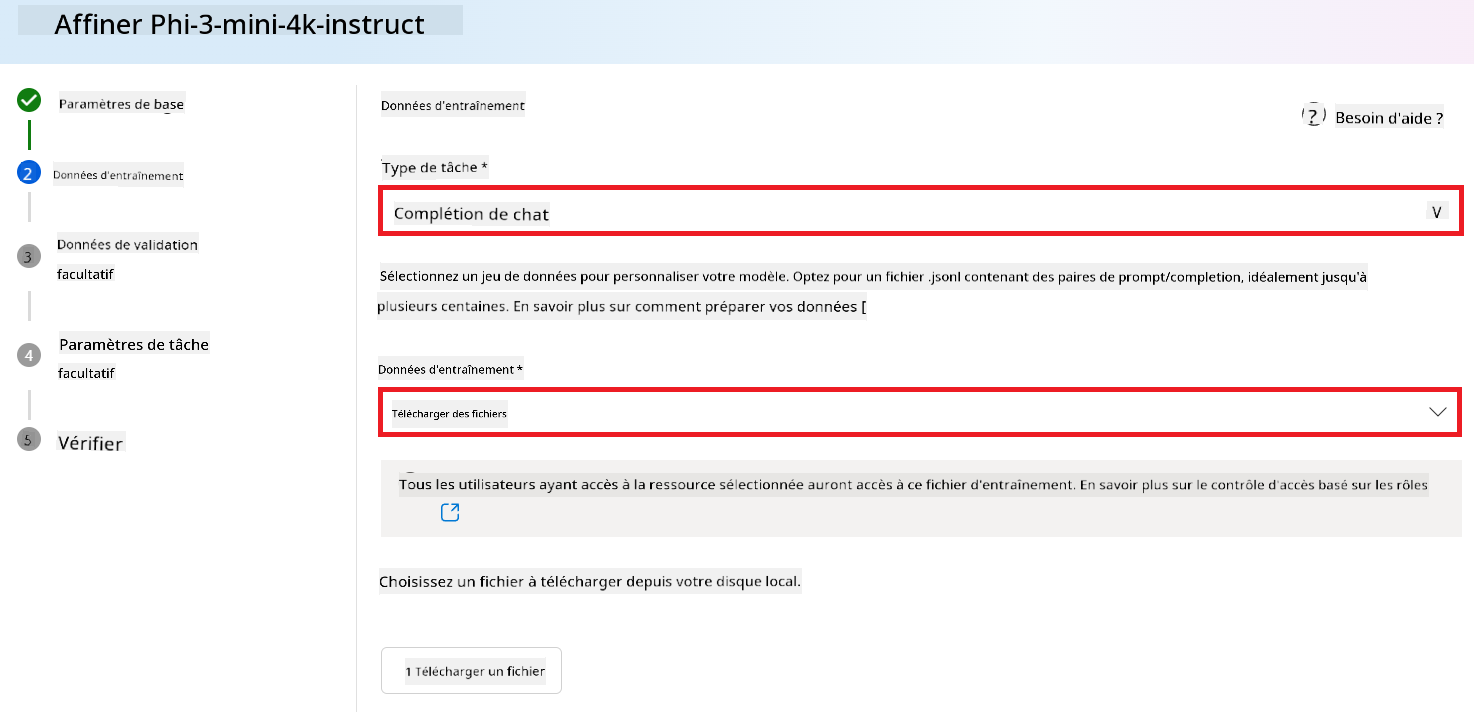 Affiner Phi-3-mini-4k-instruct
Paramètres de base
2
Données d'entraînement
3
Données de validation
facultatif
4
Paramètres de tâche
facultatif
5
Vérifier
Données d'entraînement
? Besoin d'aide ?
Type de tâche *
Complétion de chat V
Sélectionnez un jeu de données pour personnaliser votre modèle. Optez pour un fichier .jsonl contenant des paires de prompt/completion, idéalement jusqu'à
plusieurs centaines. En savoir plus sur comment préparer vos données [
Données d'entraînement *
Télécharger des fichiers
Tous les utilisateurs ayant accès à la ressource sélectionnée auront accès à ce fichier d'entraînement. En savoir plus sur le contrôle d'accès basé sur les rôles
Choisissez un fichier à télécharger depuis votre disque local.
1 Télécharger un fichier